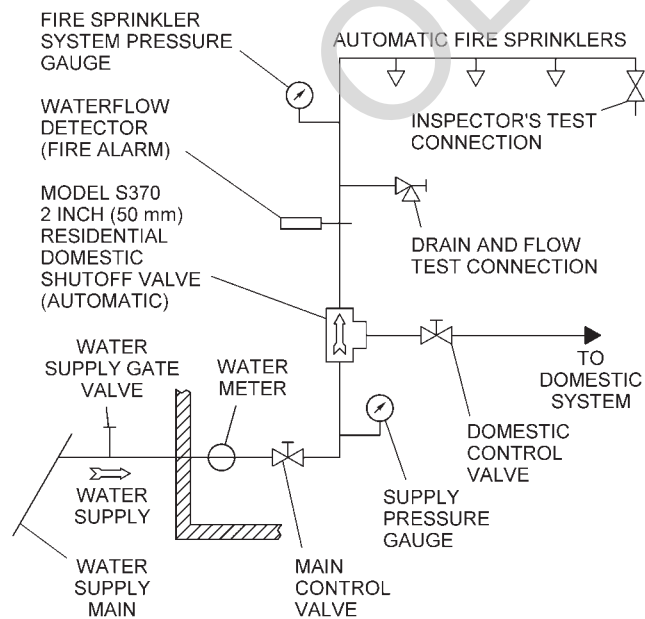 FIRE SPRINKLER
SYSTEM PRESSURE
GAUGE
AUTOMATIC FIRE SPRINKLERS
WATERFLOW
DETECTOR
(FIRE ALARM)
INSPECTOR'S TEST
CONNECTION
MODEL S370
2 INCH (50 mm)
RESIDENTIAL
DOMESTIC
SHUTOFF VALVE
(AUTOMATIC)
DRAIN AND FLOW
TEST CONNECTION
WATER
SUPPLY GATE
VALVE
WATER
METER
TO
DOMESTIC
SYSTEM
DOMESTIC
CONTROL
VALVE
WATER
SUPPLY
SUPPLY
PRESSURE
GAUGE
WATER
SUPPLY
MAIN
MAIN
CONTROL
VALVE